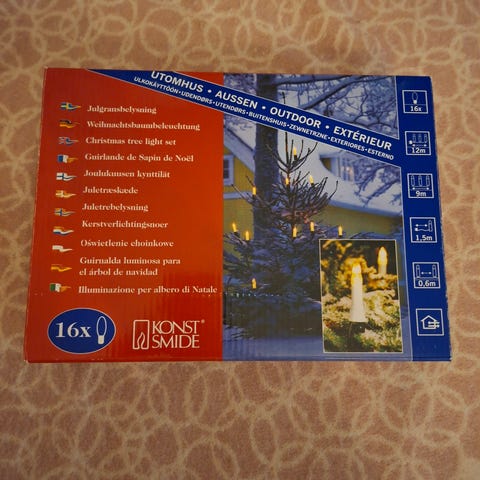 UTOMHUS • AUSSEN • OUTDOOR • EXTÉRIEUR
ULKOKÄYTTÖÖN•UDENDØRS•UTENDØRS•BUITENSHUIS•ZEWNETRZNE•EXTERIORES•ESTERNO
Julgransbelysning
Weihnachtsbaumbeleuchtung
Christmas tree light set
Guirlande de Sapin de Noël
Joulukuusen kynttilät
Juletræskæde
Juletrebelysning
Kerstverlichtingsnoer
Oświetlenie choinkowe
Guirnalda luminosa para
el árbol de navidad
Illuminazione per albero di Natale
16x
KONST®
SMIDE
16x
12m
9m
1,5m
0,6m